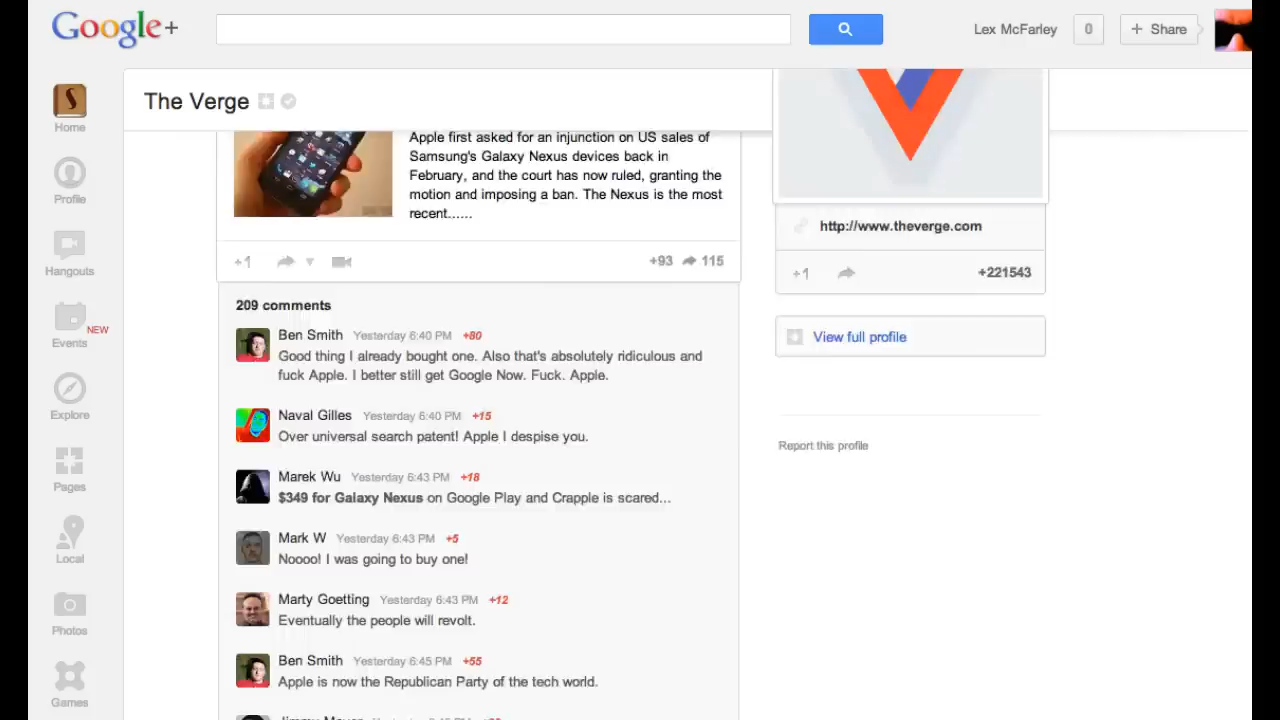 Google+
Lex McFarley
0
+ Share
Home
Profile
Hangouts
NEW
Events
Explore
Pages
Local
Photos
Games
The Verge
Apple first asked for an injunction on US sales of
Samsung's Galaxy Nexus devices back in
February, and the court has now ruled, granting the
motion and imposing a ban. The Nexus is the most
recent......
+1
+93
115
209 comments
Ben Smith Yesterday 6:40 PM +80
Good thing I already bought one. Also that's absolutely ridiculous and
fuck Apple. I better still get Google Now. Fuck. Apple.
Naval Gilles Yesterday 6:40 PM +15
Over universal search patent! Apple I despise you.
Marek Wu Yesterday 6:43 PM +18
$349 for Galaxy Nexus on Google Play and Crapple is scared...
Mark W Yesterday 6:43 PM +5
Noooo! I was going to buy one!
Marty Goetting Yesterday 6:43 PM +12
Eventually the people will revolt.
Ben Smith Yesterday 6:45 PM +55
Apple is now the Republican Party of the tech world.
http://www.theverge.com
+1
+221543
View full profile
Report this profile